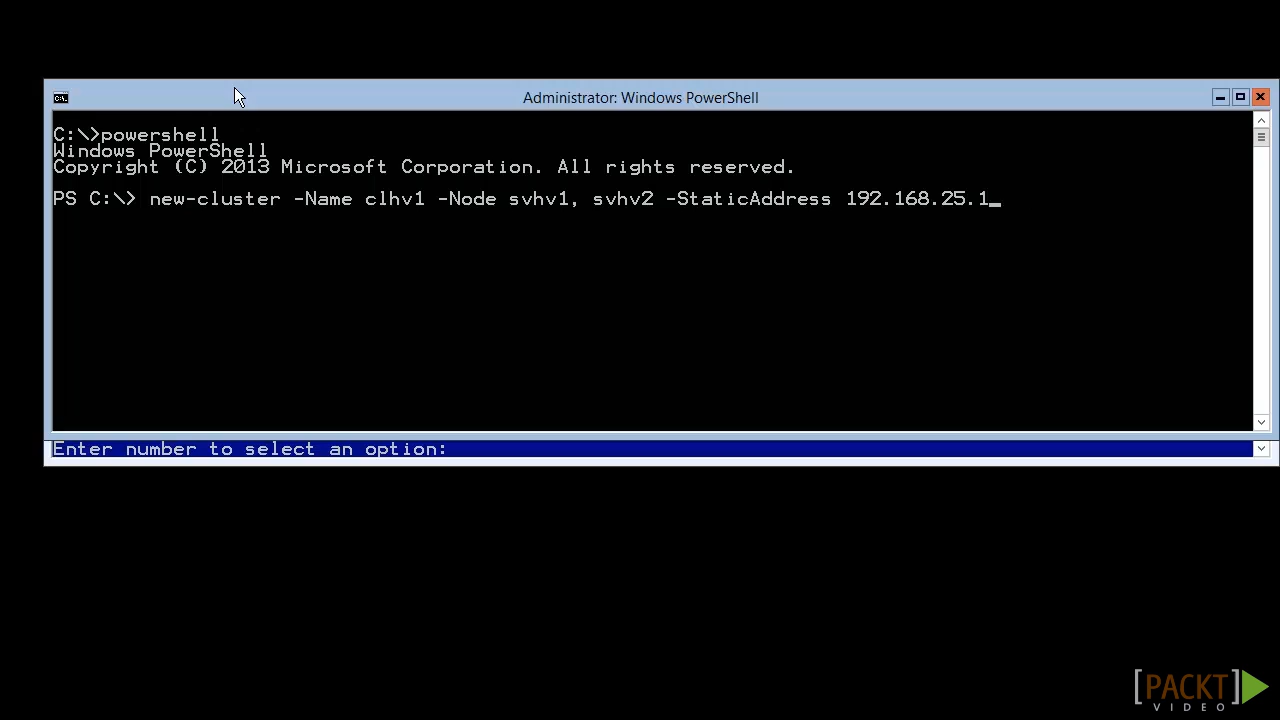 Administrator: Windows PowerShell
C:\>powershell
Windows PowerShell
Copyright (C) 2013 Microsoft Corporation. All rights reserved.
PS C:\> new-cluster -Name clhv1 -Node svhv1, svhv2 -StaticAddress 192.168.25.1_
Enter number to select an option:
[PACKT]
VIDEO